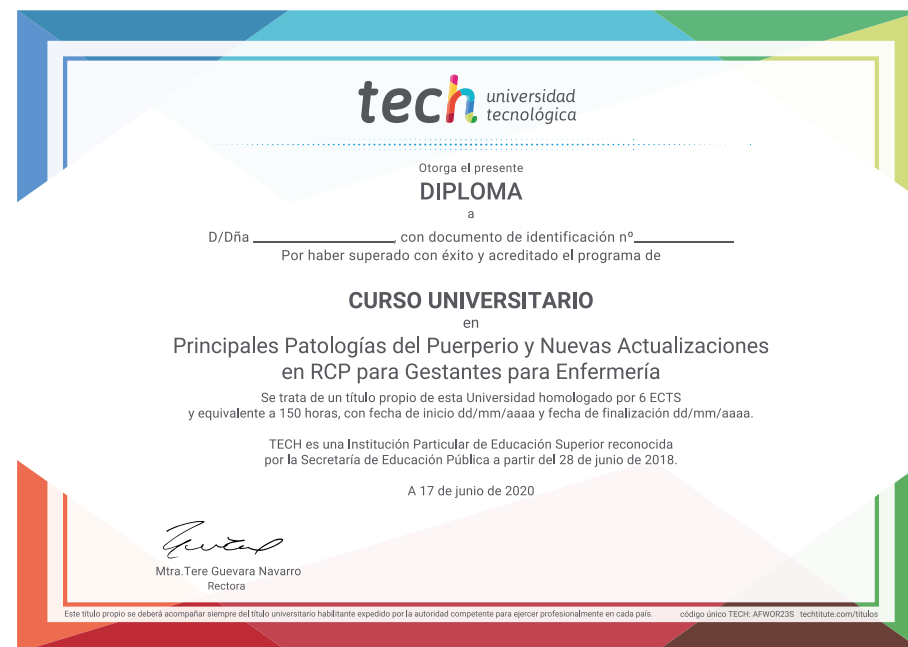 tech universidad
tecnológica
Otorga el presente
DIPLOMA
a
D/Dña ____________, con documento de identificación nº____________
Por haber superado con éxito y acreditado el programa de
CURSO UNIVERSITARIO
en
Principales Patologías del Puerperio y Nuevas Actualizaciones
en RCP para Gestantes para Enfermería
Se trata de un título propio de esta Universidad homologado por 6 ECTS
y equivalente a 150 horas, con fecha de inicio dd/mm/aaaa y fecha de finalización dd/mm/aaaa.
TECH es una Institución Particular de Educación Superior reconocida
por la Secretaría de Educación Pública a partir del 28 de junio de 2018.
A 17 de junio de 2020
Mtra.Tere Guevara Navarro
Rectora
Este título propio se deberá acompañar siempre del título universitario habilitante expedido por la autoridad competente para ejercer profesionalmente en cada país. código único TECH: AFWOR23S techtitute.com/títulos